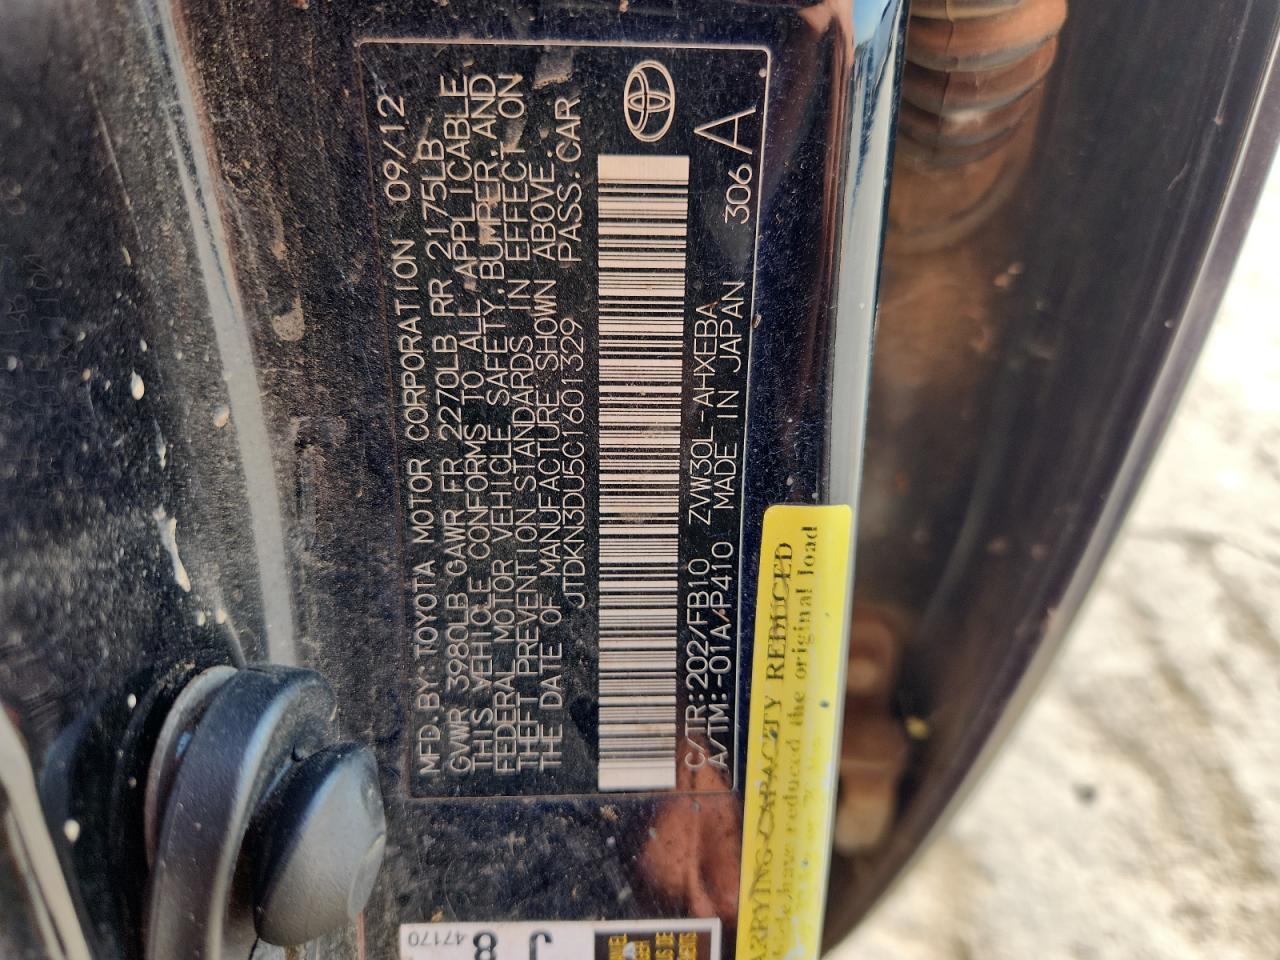 MFD.BY: TOYOTA MOTOR CORPORATION 09/12
GVWR 3980LB GAWR FR 2270LB RR 2175LB
THIS VEHICLE CONFORMS TO ALL APPLICABLE
FEDERAL MOTOR VEHICLE SAFETY, BUMPER, AND
THEFT PREVENTION STANDARDS IN EFFECT ON
THE DATE OF MANUFACTURE SHOWN ABOVE.
JTDKN3DU5C1601329 PASS.CAR
C/TR: 202/FB10 ZVW30L-AHXEBA
A/TM: -01A/P410 MADE IN JAPAN 306 A
CAPACITY REDUCED
have reduced the original load
47170
J 8